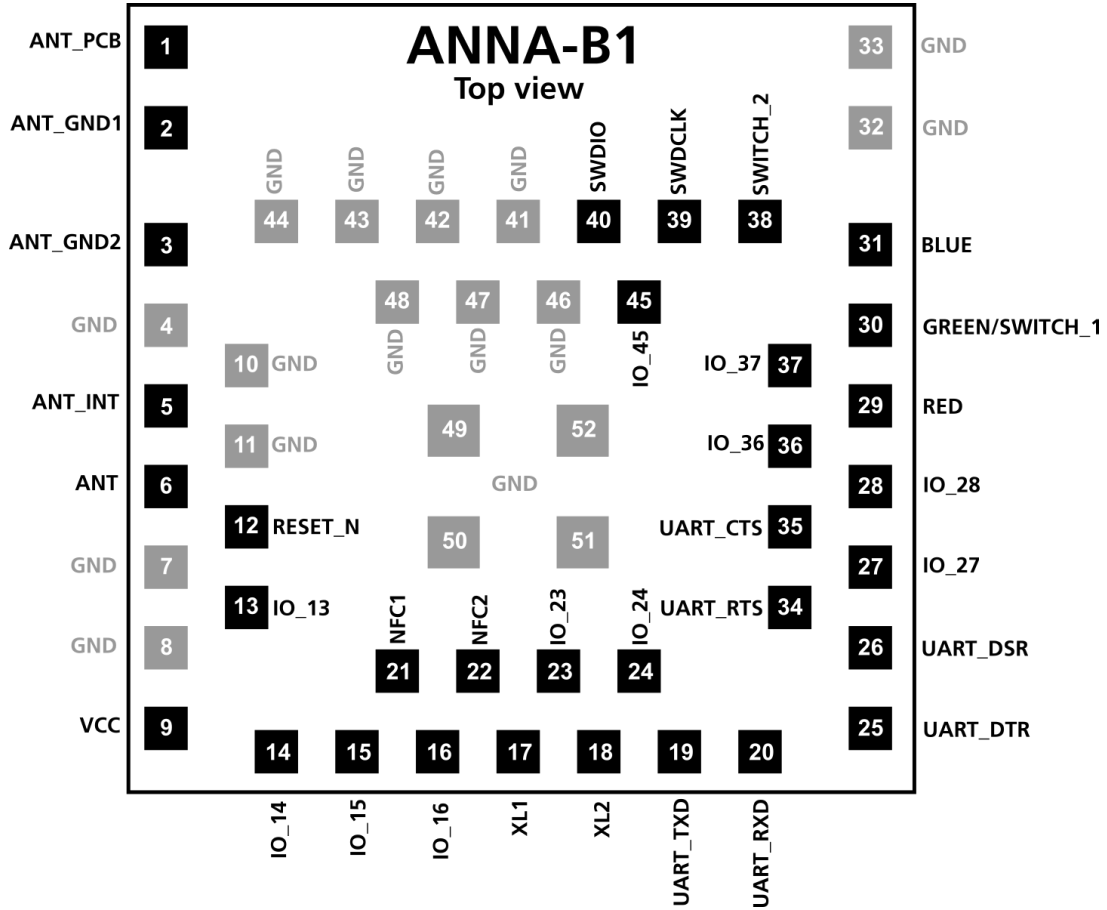 ANNA-B1
Top view
ANT_PCB 1
ANT_GND1 2
ANT_GND2 3
GND 4
ANT_INT 5
ANT 6
GND 7
GND 8
VCC 9
10 GND
11 GND
12 RESET_N
13 IO_13
GND 44
GND 43
GND 42
GND 41
SWDIO 40
SWDCLK 39
SWITCH_2 38
48 GND
47 GND
46 GND
45 IO_45
49
52
GND
50
51
IO_37 37
IO_36 36
UART_CTS 35
UART_RTS 34
NFC1 21
NFC2 22
IO_23 23
IO_24 24
14 IO_14
15 IO_15
16 IO_16
17 XL1
18 XL2
19 UART_TXD
20 UART_RXD
33 GND
32 GND
31 BLUE
30 GREEN/SWITCH_1
29 RED
28 IO_28
27 IO_27
26 UART_DSR
25 UART_DTR